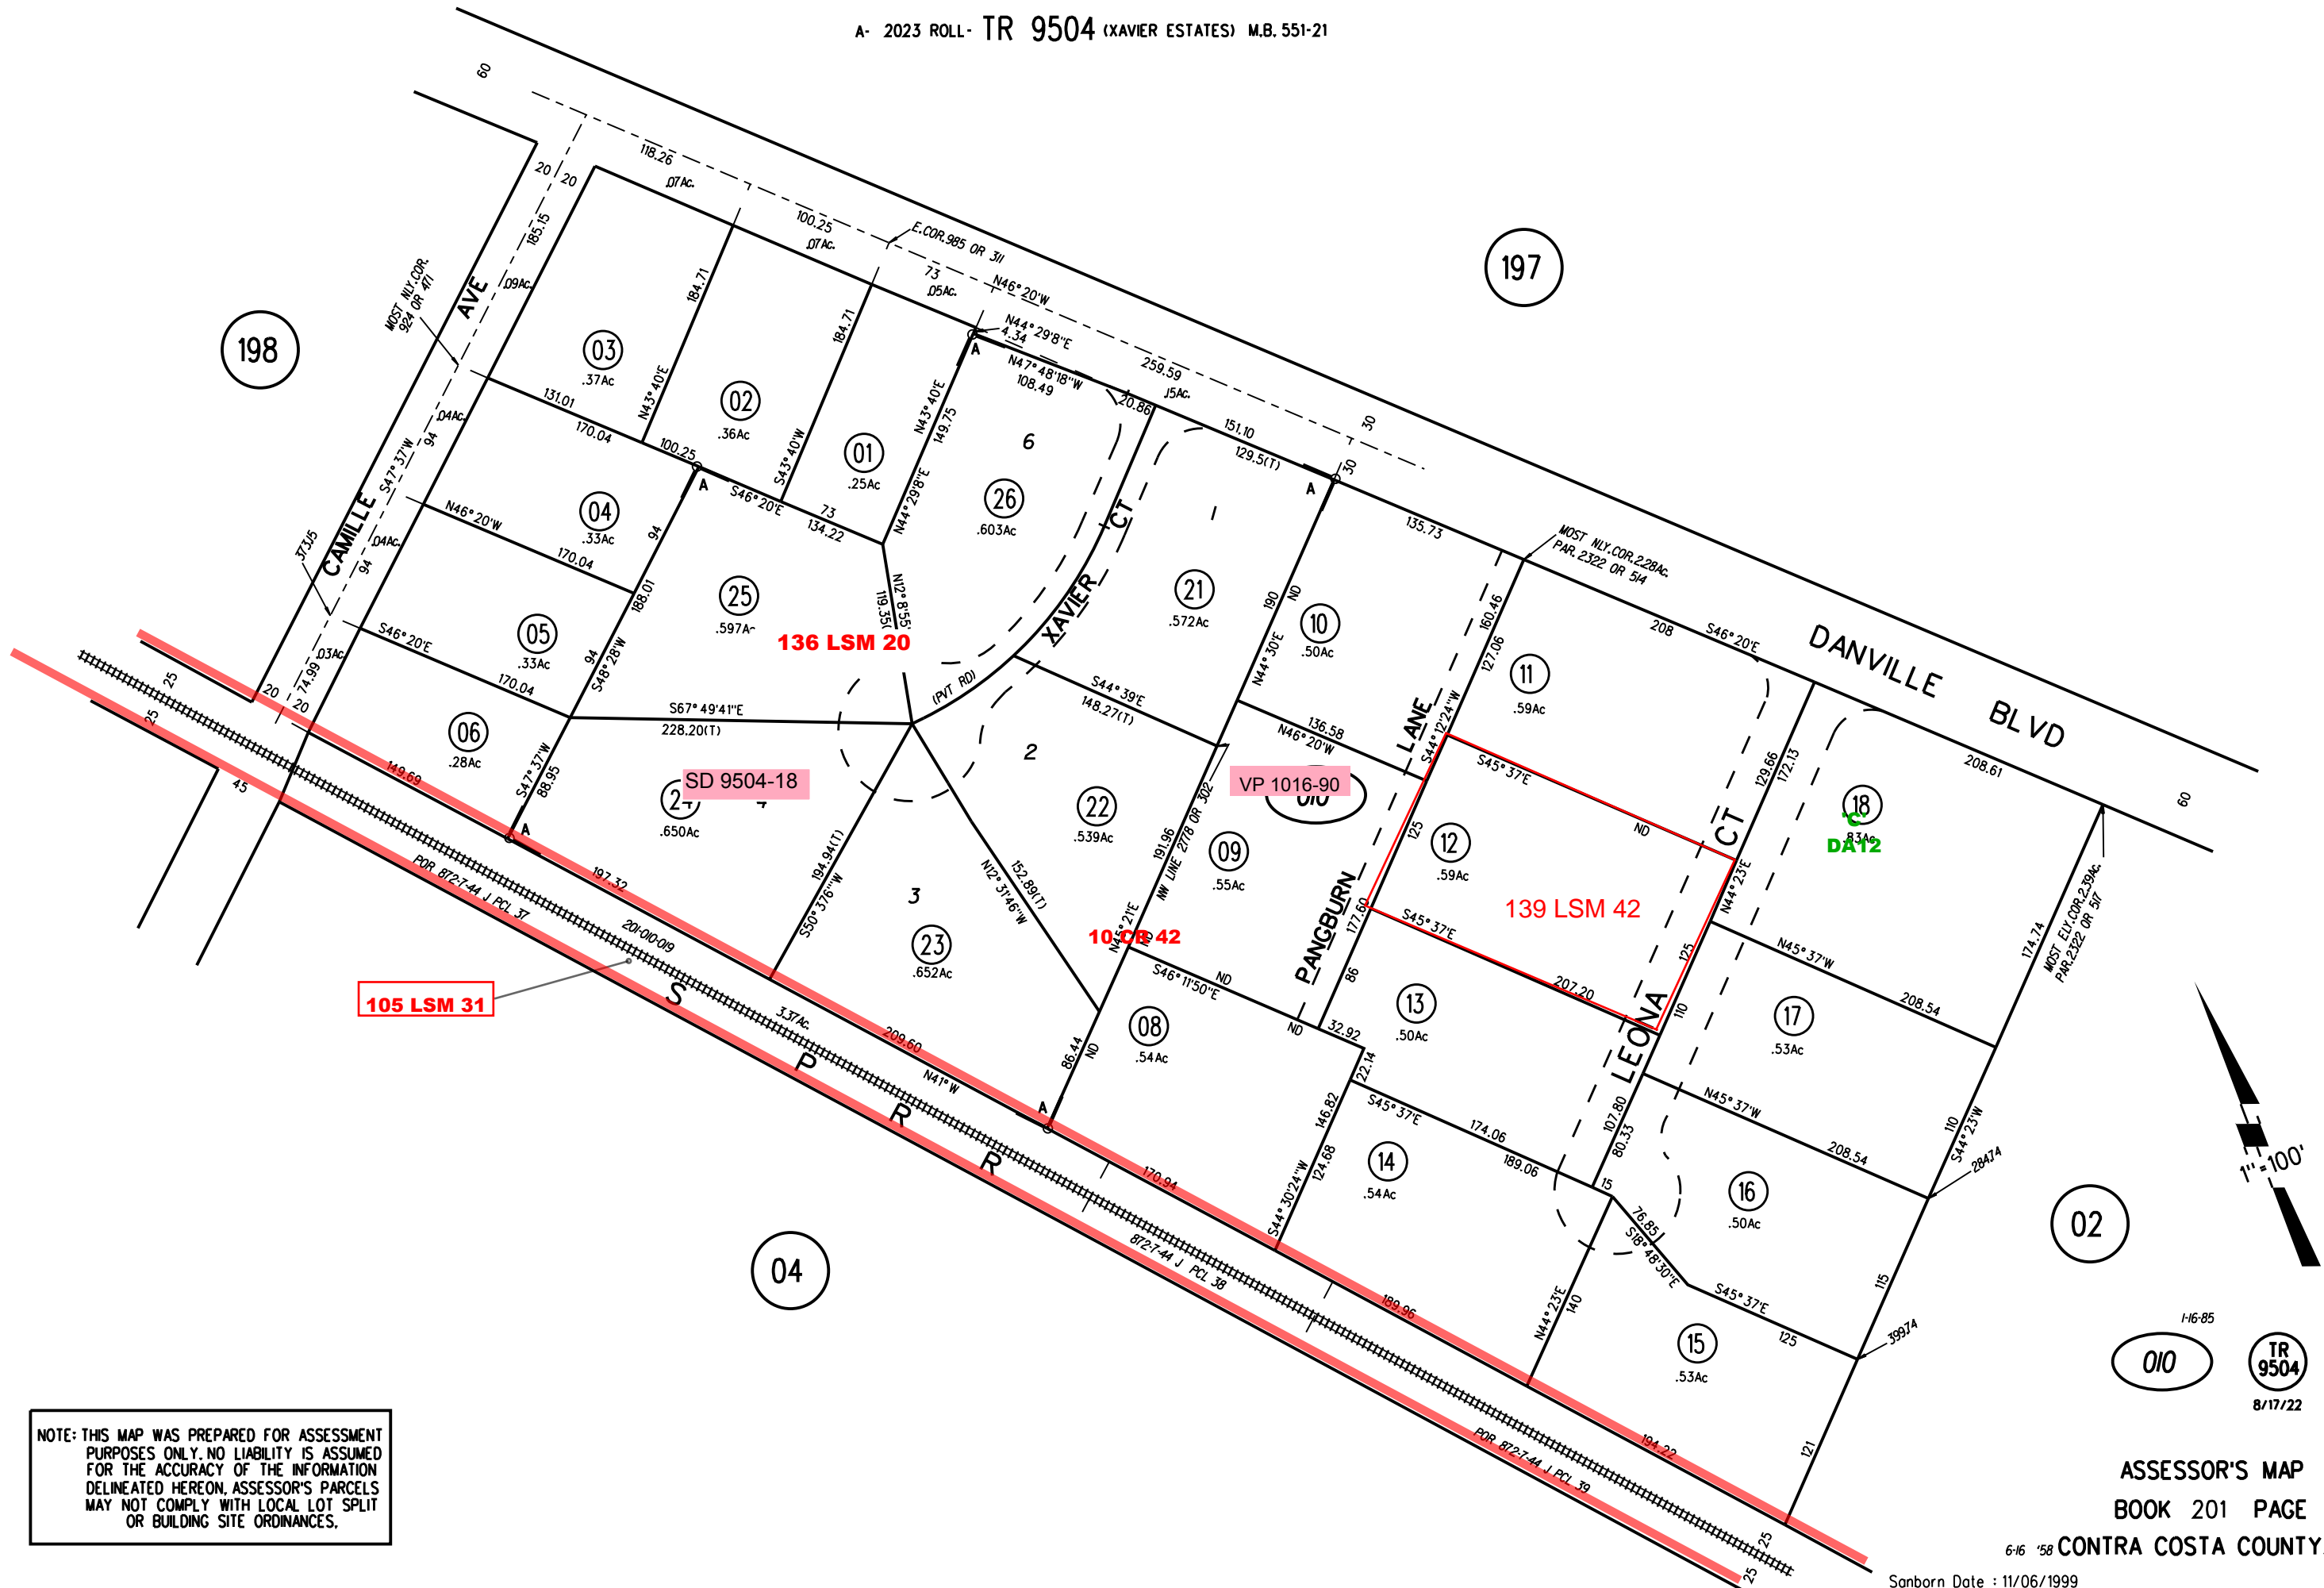 A- 2023 ROLL- TR 9504 (XAVIER ESTATES) M.B. 551-21
60
118.26
.07Ac.
20
20
185.15
100.25
.07Ac.
E.COR.985 OR 311
73
.05Ac.
N46°20'W
N44°29'8"E
4.34
A
N47°48'18"W
108.49
259.59
.15Ac.
20.86
30
30
151.10
129.5(T)
A
197
198
MOST NLY.COR.
924 OR 471
CAMILLE AVE
.09Ac.
.04Ac.
94
S47°37'W
.04Ac.
94
373.15
.03Ac.
74.99
20
20
03
.37Ac
184.71
N43°40'E
131.01
170.04
02
.36Ac
184.71
S43°40'W
100.25
A
01
.25Ac
N43°40'E
149.75
N44°29'8"E
S46°20'E
73
134.22
6
26
.603Ac
N12°8'55"
119.35(
04
.33Ac
94
N46°20'W
170.04
188.01
25
.597Ac
136 LSM 20
05
.33Ac
94
S48°28'W
S46°20'E
170.04
XAVIER CT
(PVT RD)
1
21
.572Ac
190
ND
N44°30'E
S44°39'E
148.27(T)
135.73
10
.50Ac
136.58
N46°20'W
MOST NLY.COR.2.28Ac.
PAR.2322 OR 514
160.46
127.06
S44°12'24"W
11
.59Ac
208
S46°20'E
DANVILLE BLVD
208.61
60
129.66
172.13
18
.83Ac
'C'
DAT2
06
.28Ac
S47°37'W
88.95
149.69
A
S67°49'41"E
228.20(T)
SD 9504-18
24
4
.650Ac
2
22
.539Ac
VP 1016-90
010
191.96
NW LINE 2778 OR 302
09
.55Ac
PANGBURN LANE
125
12
.59Ac
S45°37'E
ND
139 LSM 42
N44°23'E
125
LEONA CT
194.94(T)
S50°376'"W
152.89(T)
N12°31'46"W
3
23
.652Ac
N45°21'E
ND
10 CR 42
S46°11'50"E
ND
ND
177.60
86
S45°37'E
207.20
110
13
.50Ac
32.92
22.14
N45°37'W
208.54
174.74
MOST ELY.COR.2.39Ac.
PAR.2322 OR 517
17
.53Ac
25
25
45
197.32
POR 872-7-44 J PCL 37
201-010-019
105 LSM 31
S P R R
3.37Ac.
209.60
N41°W
86.44
ND
A
08
.54Ac
146.82
124.68
S44°30'24"W
S45°37'E
174.06
189.06
15
14
.54Ac
107.80
80.33
N45°37'W
208.54
110
S44°23'W
284.74
16
.50Ac
76.85
S18°48'30"E
S45°37'E
125
115
399.74
N44°23'E
140
15
.53Ac
121
170.94
872-7-44 J PCL 38
189.96
194.22
POR 872-7-44 J PCL 39
25
25
04
02
1"=100'
1-16-85
010
TR
9504
8/17/22
NOTE: THIS MAP WAS PREPARED FOR ASSESSMENT
PURPOSES ONLY. NO LIABILITY IS ASSUMED
FOR THE ACCURACY OF THE INFORMATION
DELINEATED HEREON. ASSESSOR'S PARCELS
MAY NOT COMPLY WITH LOCAL LOT SPLIT
OR BUILDING SITE ORDINANCES.
ASSESSOR'S MAP
BOOK 201 PAGE
6-16 '58 CONTRA COSTA COUNTY
Sanborn Date : 11/06/1999